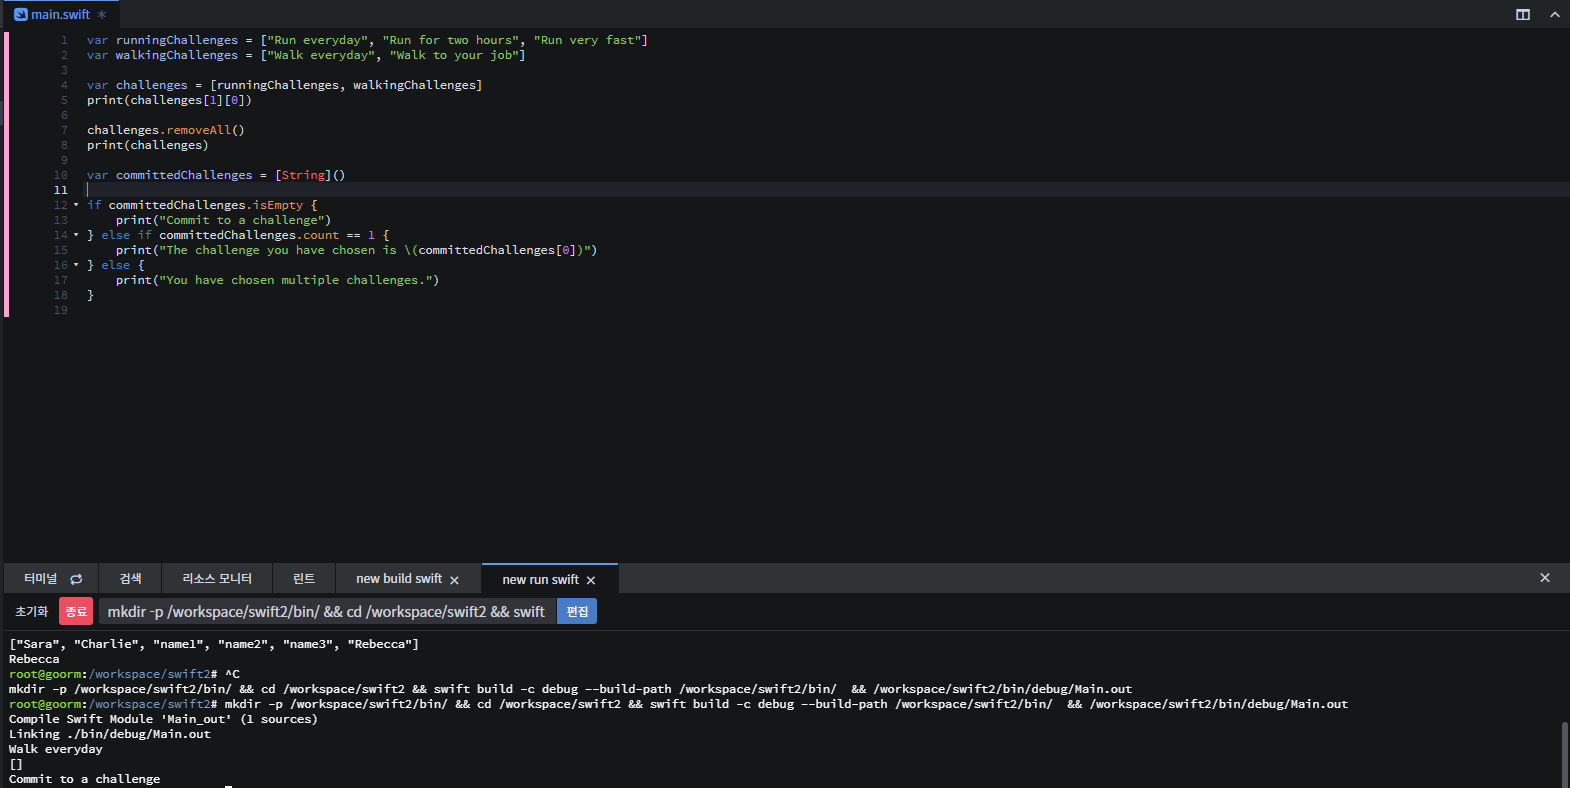 main.swift *
1 var runningChallenges = ["Run everyday", "Run for two hours", "Run very fast"]
2 var walkingChallenges = ["Walk everyday", "Walk to your job"]
3
4 var challenges = [runningChallenges, walkingChallenges]
5 print(challenges[1][0])
6
7 challenges.removeAll()
8 print(challenges)
9
10 var committedChallenges = [String]()
11
12 if committedChallenges.isEmpty {
13 print("Commit to a challenge")
14 } else if committedChallenges.count == 1 {
15 print("The challenge you have chosen is \(committedChallenges[0])")
16 } else {
17 print("You have chosen multiple challenges.")
18 }
19
터미널 검색 리소스 모니터 린트 new build swift × new run swift ×
초기화 종료 mkdir -p /workspace/swift2/bin/ && cd /workspace/swift2 && swift 편집
["Sara", "Charlie", "name1", "name2", "name3", "Rebecca"]
Rebecca
root@goorm:/workspace/swift2# ^C
mkdir -p /workspace/swift2/bin/ && cd /workspace/swift2 && swift build -c debug --build-path /workspace/swift2/bin/  && /workspace/swift2/bin/debug/Main.out
root@goorm:/workspace/swift2# mkdir -p /workspace/swift2/bin/ && cd /workspace/swift2 && swift build -c debug --build-path /workspace/swift2/bin/  && /workspace/swift2/bin/debug/Main.out
Compile Swift Module 'Main_out' (1 sources)
Linking ./bin/debug/Main.out
Walk everyday
[]
Commit to a challenge